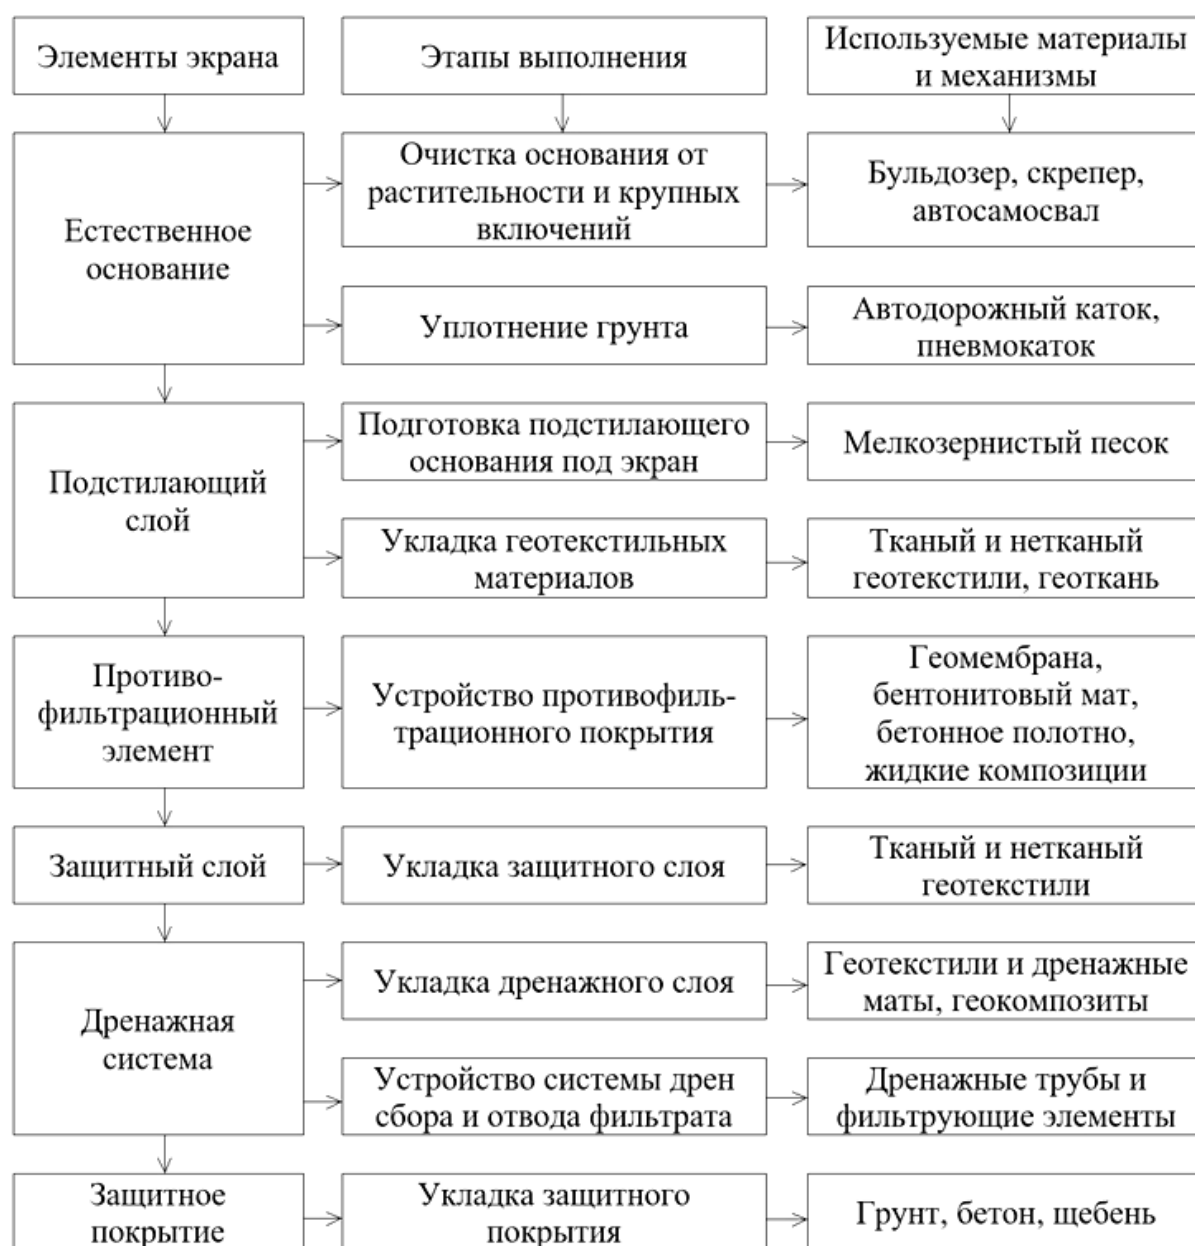 Элементы экрана
Этапы выполнения
Используемые материалы
и механизмы
Естественное
основание
Очистка основания от
растительности и крупных
включений
Бульдозер, скрепер,
автосамосвал
Уплотнение грунта
Автодорожный каток,
пневмокаток
Подстилающий
слой
Подготовка подстилающего
основания под экран
Мелкозернистый песок
Укладка геотекстильных
материалов
Тканый и нетканый
геотекстили, геоткань
Противо-
фильтрационный
элемент
Устройство противофиль-
трационного покрытия
Геомембрана,
бентонитовый мат,
бетонное полотно,
жидкие композиции
Защитный слой
Укладка защитного слоя
Тканый и нетканый
геотекстили
Дренажная
система
Укладка дренажного слоя
Геотекстили и дренажные
маты, геокомпозиты
Устройство системы дрен
сбора и отвода фильтрата
Дренажные трубы и
фильтрующие элементы
Защитное
покрытие
Укладка защитного
покрытия
Грунт, бетон, щебень